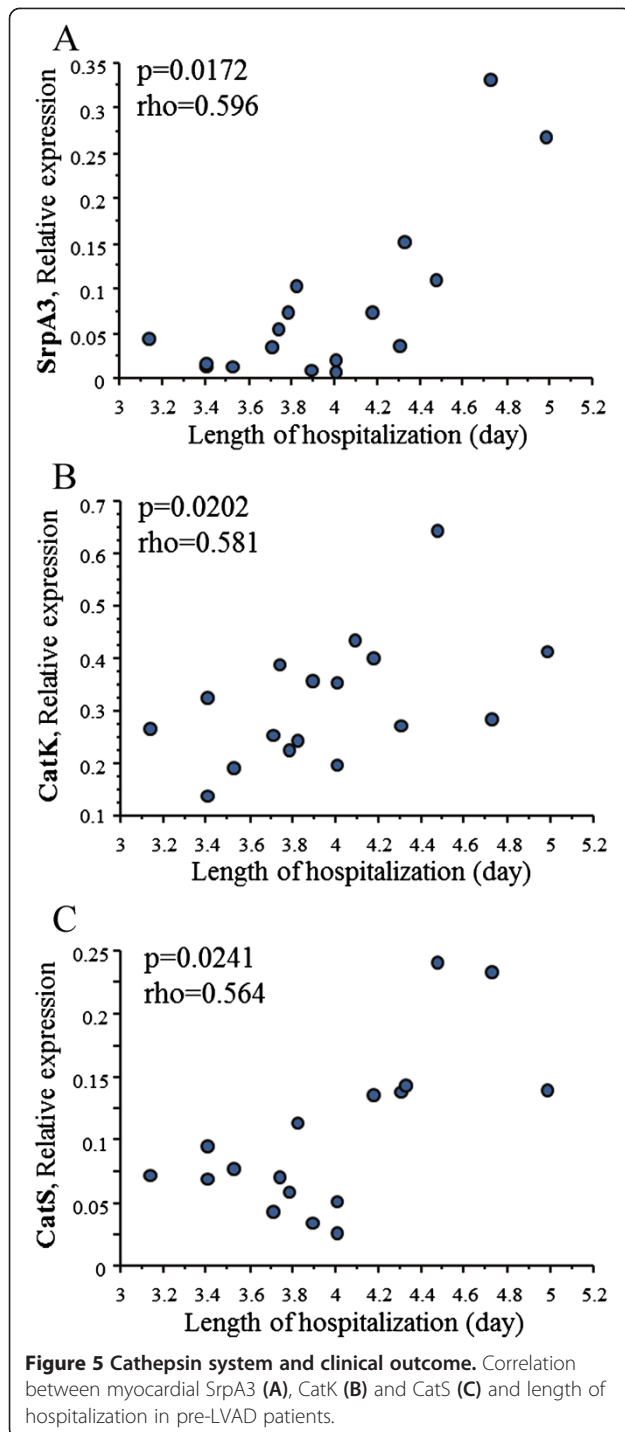 A
p=0.0172
rho=0.596
SrpA3, Relative expression
0.35
0.3
0.25
0.2
0.15
0.1
0.05
0
3 3.2 3.4 3.6 3.8 4 4.2 4.4 4.6 4.8 5 5.2
Length of hospitalization (day)
B
p=0.0202
rho=0.581
CatK, Relative expression
0.7
0.6
0.5
0.4
0.3
0.2
0.1
3 3.2 3.4 3.6 3.8 4 4.2 4.4 4.6 4.8 5 5.2
Length of hospitalization (day)
C
p=0.0241
rho=0.564
CatS, Relative expression
0.25
0.2
0.15
0.1
0.05
0
3 3.2 3.4 3.6 3.8 4 4.2 4.4 4.6 4.8 5 5.2
Length of hospitalization (day)
Figure 5 Cathepsin system and clinical outcome. Correlation
between myocardial SrpA3 (A), CatK (B) and CatS (C) and length of
hospitalization in pre-LVAD patients.